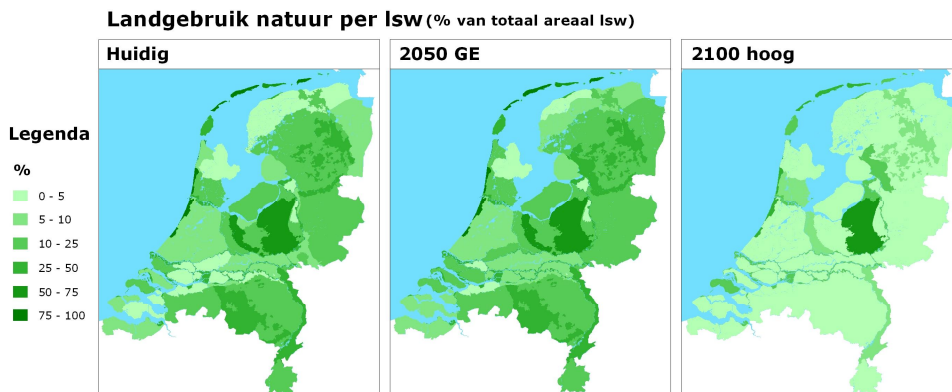 Landgebruik natuur per lsw (% van totaal areaal lsw)
Huidig
2050 GE
2100 hoog
Legenda
%
0 - 5
5 - 10
10 - 25
25 - 50
50 - 75
75 - 100